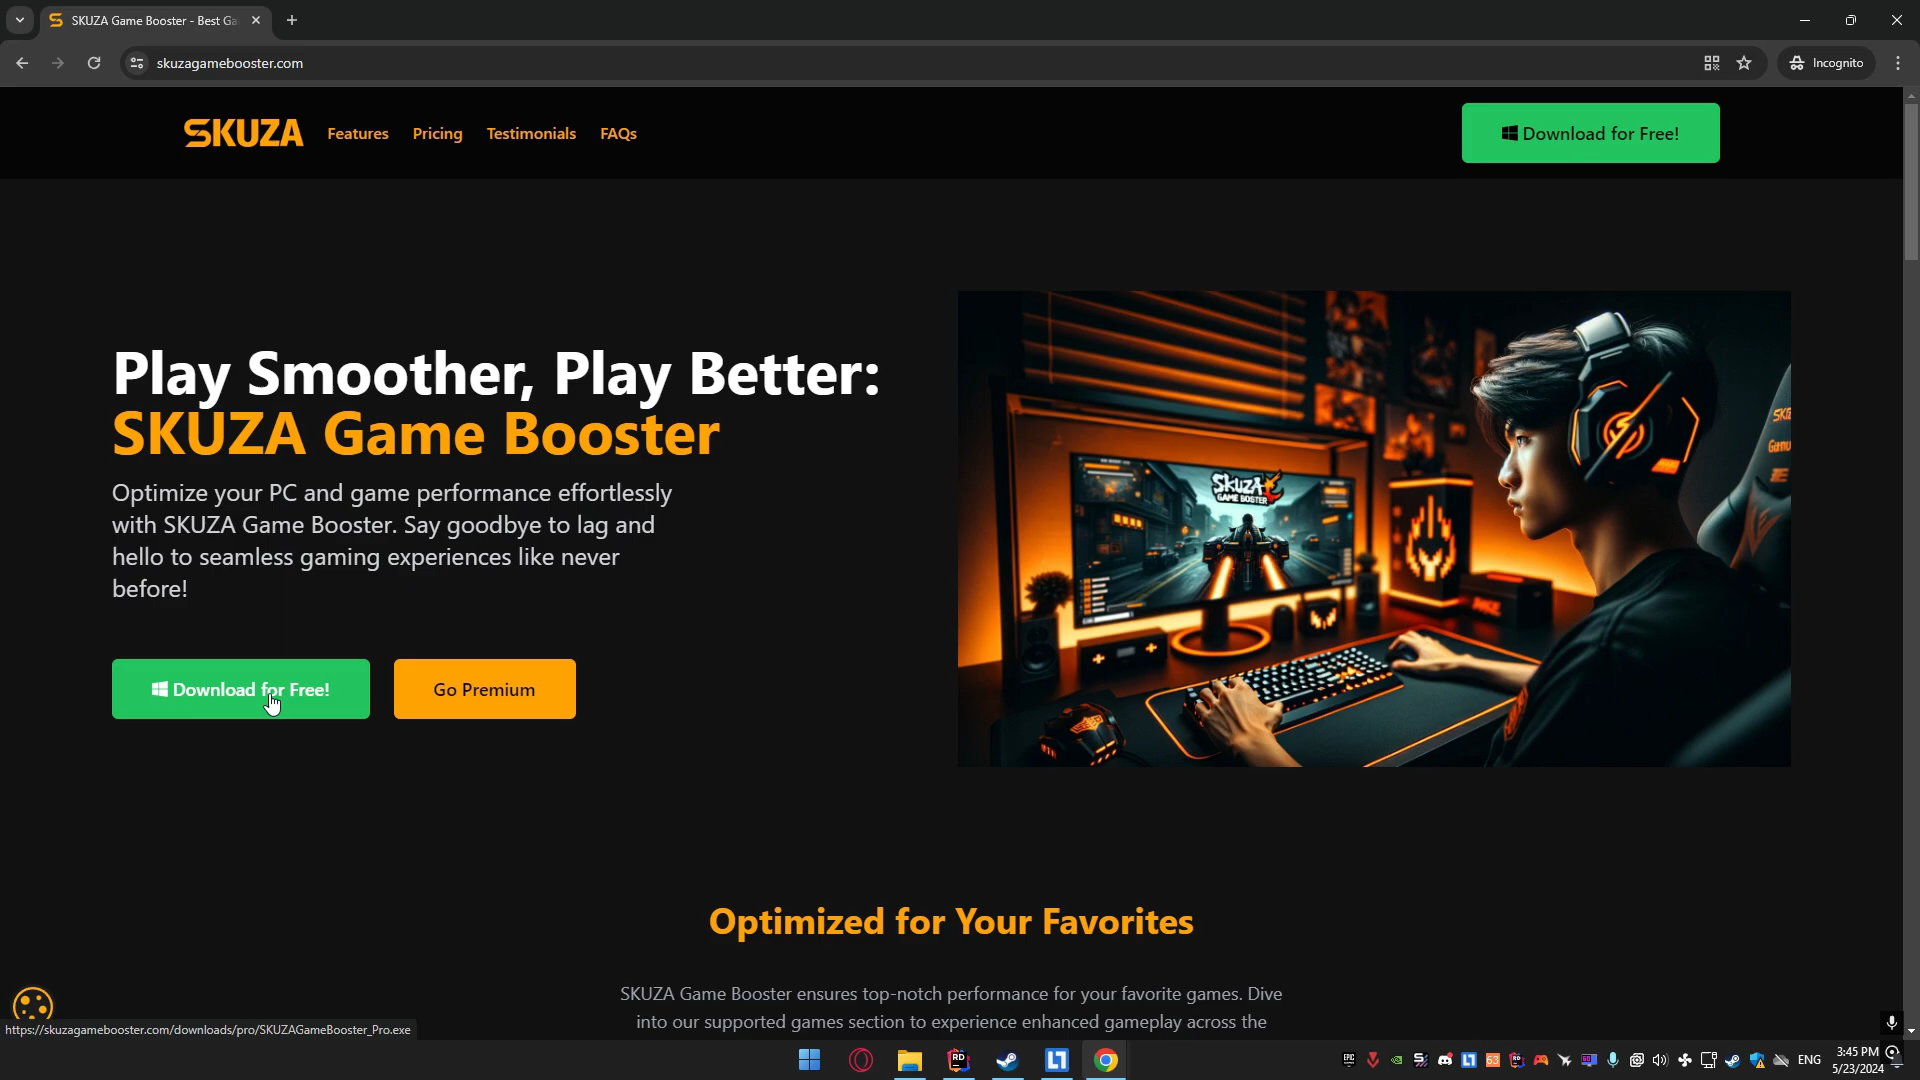 SKUZA Game Booster - Best Ga
skuzagamebooster.com
Incognito
SKUZA
Features
Pricing
Testimonials
FAQs
Download for Free!
Play Smoother, Play Better:
SKUZA Game Booster
Optimize your PC and game performance effortlessly
with SKUZA Game Booster. Say goodbye to lag and
hello to seamless gaming experiences like never
before!
Download for Free!
Go Premium
SKUZA
GAME BOOSTER
Optimized for Your Favorites
SKUZA Game Booster ensures top-notch performance for your favorite games. Dive
into our supported games section to experience enhanced gameplay across the
https://skuzagamebooster.com/downloads/pro/SKUZAGameBooster_Pro.exe
RD
EPIC
63
ENG
3:45 PM
5/23/2024